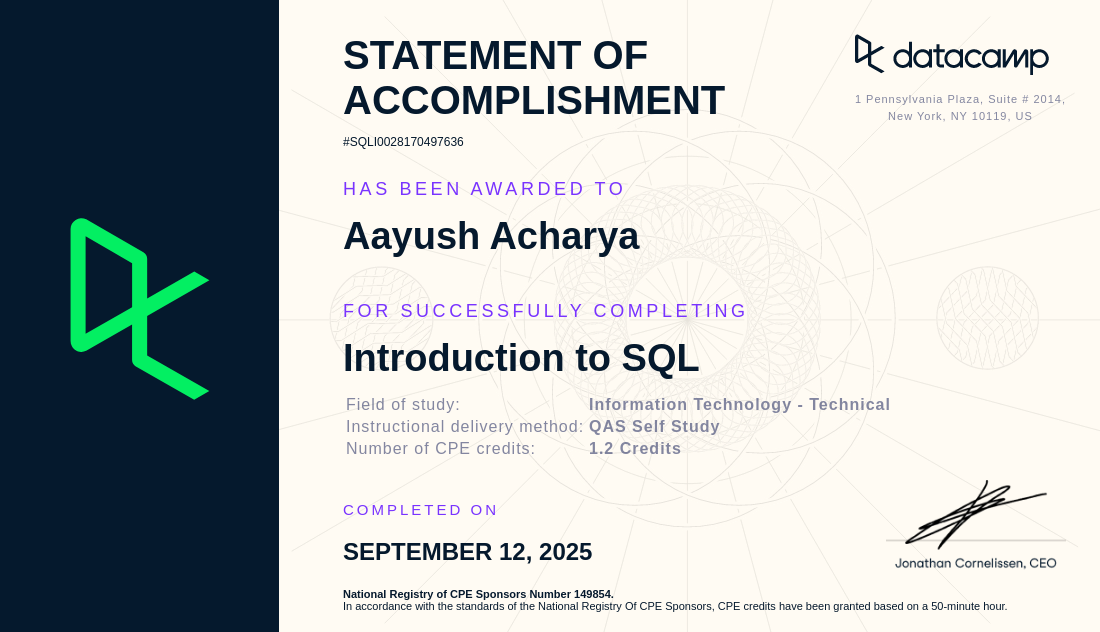 STATEMENT OF
ACCOMPLISHMENT
#SQLI0028170497636
datacamp
1 Pennsylvania Plaza, Suite # 2014,
New York, NY 10119, US
HAS BEEN AWARDED TO
Aayush Acharya
FOR SUCCESSFULLY COMPLETING
Introduction to SQL
Field of study: Information Technology - Technical
Instructional delivery method: QAS Self Study
Number of CPE credits: 1.2 Credits
COMPLETED ON
SEPTEMBER 12, 2025
Jonathan Cornelissen, CEO
National Registry of CPE Sponsors Number 149854.
In accordance with the standards of the National Registry Of CPE Sponsors, CPE credits have been granted based on a 50-minute hour.